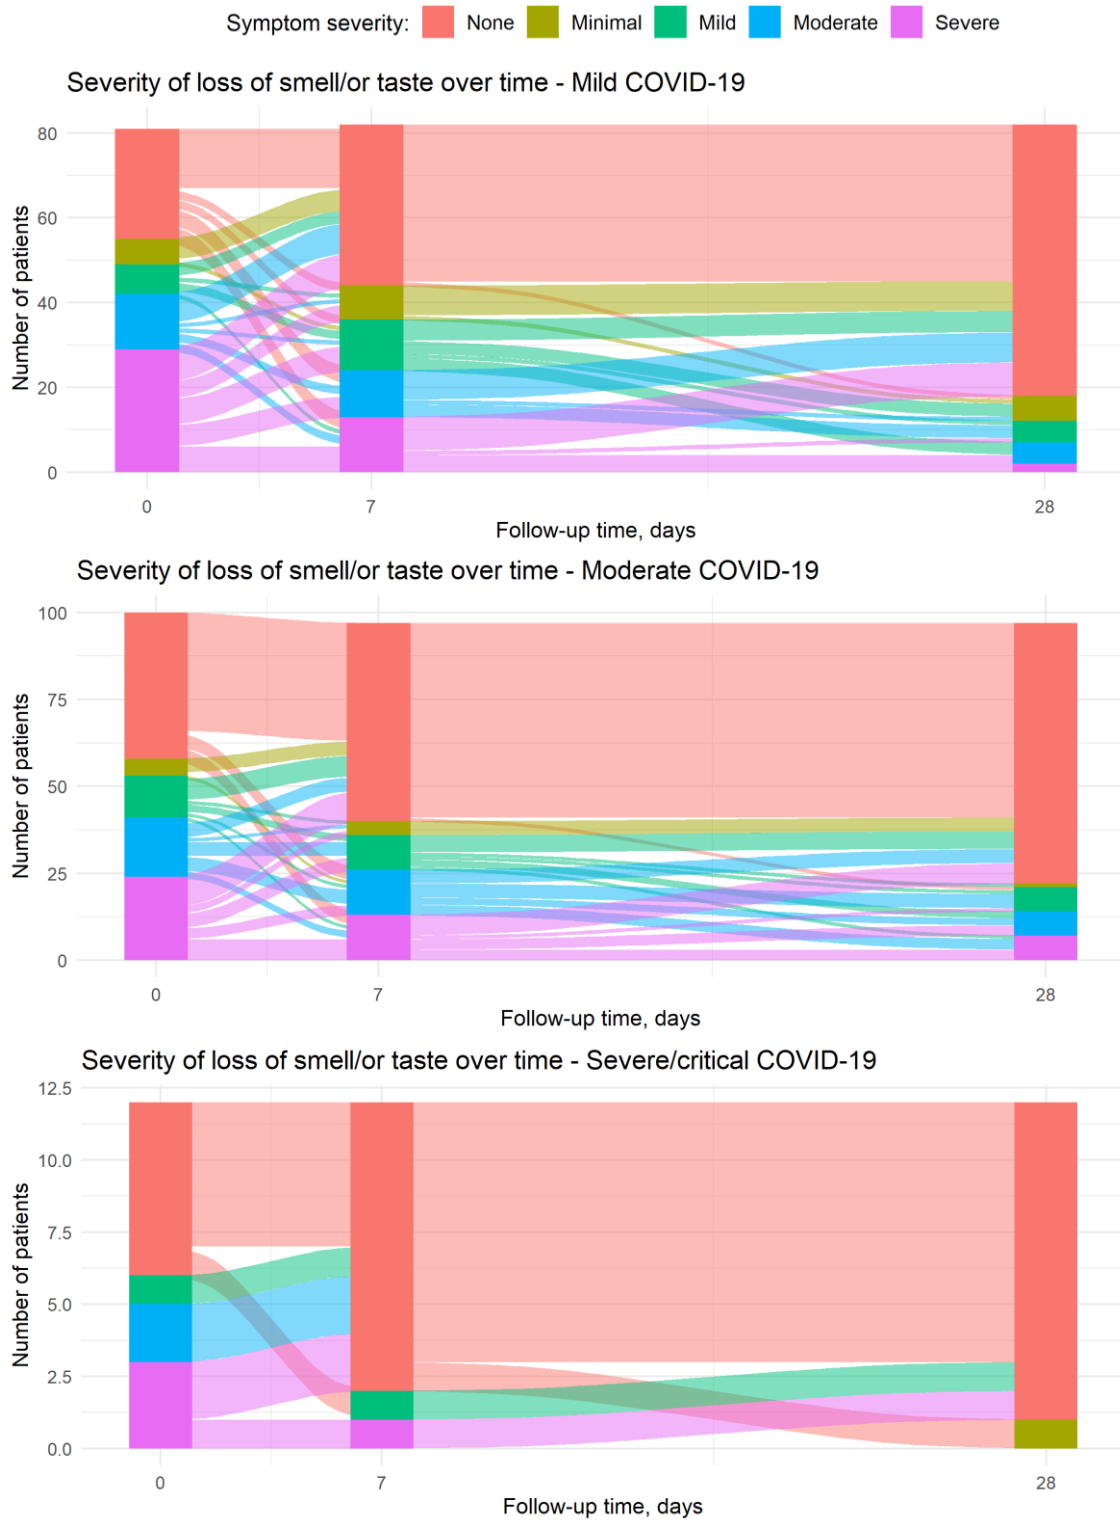 Symptom severity: None Minimal Mild Moderate Severe
Severity of loss of smell/or taste over time - Mild COVID-19
Number of patients
80
60
40
20
0
0 7 28
Follow-up time, days
Severity of loss of smell/or taste over time - Moderate COVID-19
Number of patients
100
75
50
25
0
0 7 28
Follow-up time, days
Severity of loss of smell/or taste over time - Severe/critical COVID-19
Number of patients
12.5
10.0
7.5
5.0
2.5
0.0
0 7 28
Follow-up time, days